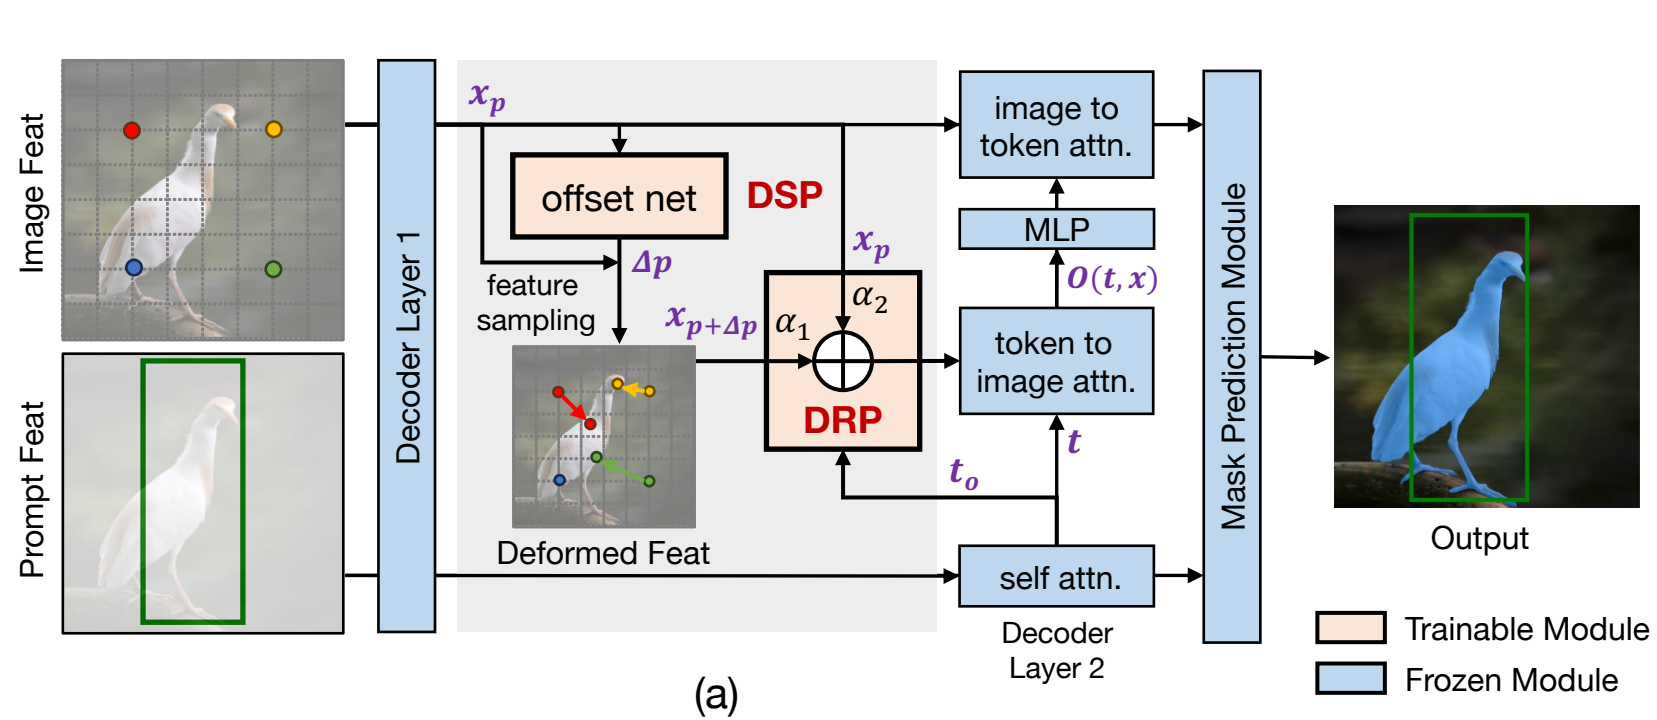 Image Feat
Prompt Feat
Decoder Layer 1
x_p
offset net
DSP
Δp
feature
sampling
x_{p+Δp}
Deformed Feat
x_p
α_1
α_2
DRP
t_o
image to
token attn.
MLP
O(t, x)
token to
image attn.
t
self attn.
Decoder
Layer 2
Mask Prediction Module
Output
Trainable Module
Frozen Module
(a)